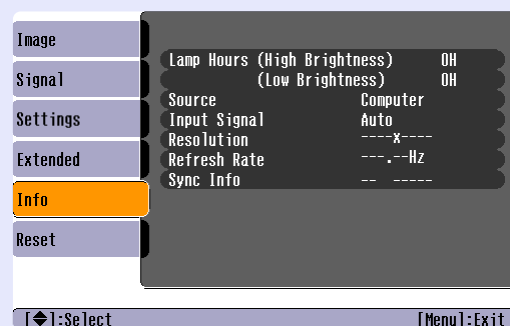 Image
Signal
Settings
Extended
Info
Reset
Lamp Hours (High Brightness) 0H
(Low Brightness) 0H
Source Computer
Input Signal Auto
Resolution ----x----
Refresh Rate ---.--Hz
Sync Info -- -----
[◆]:Select [Menu]:Exit